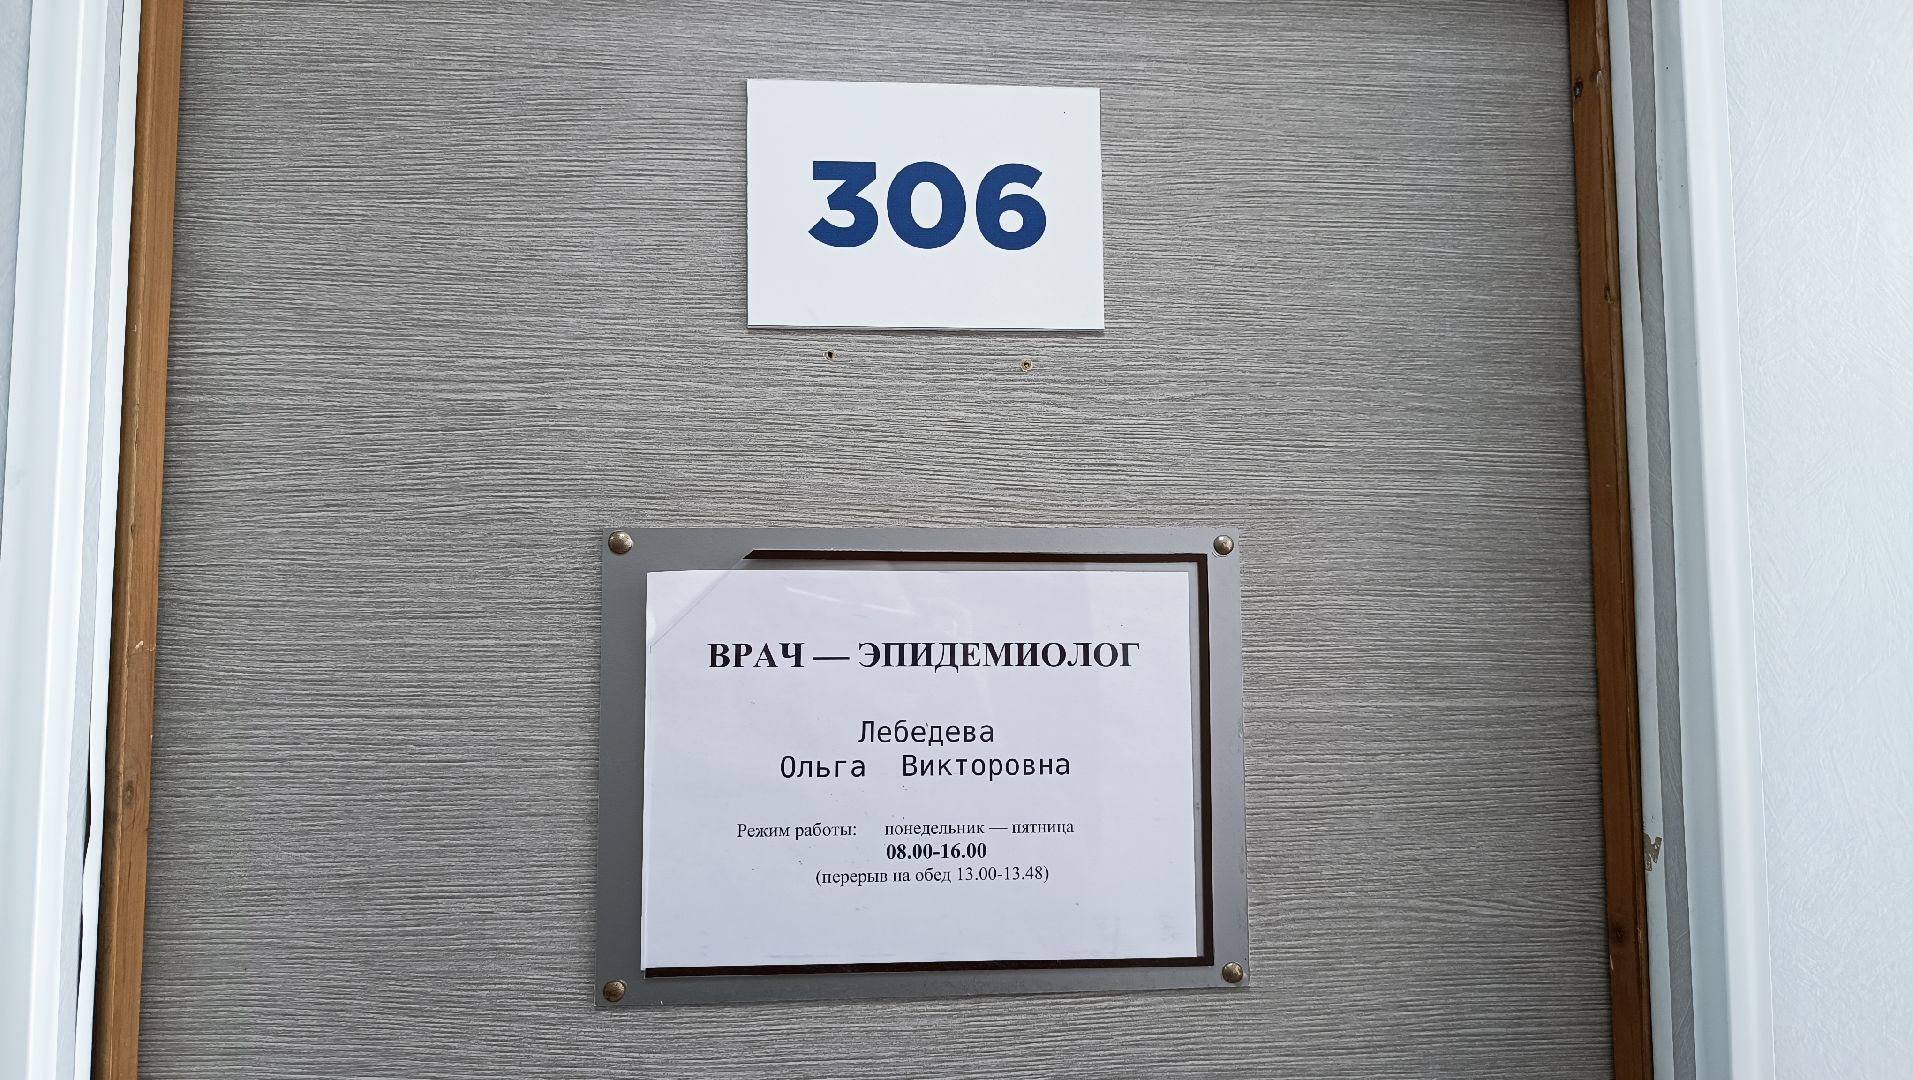 306
ВРАЧ — ЭПИДЕМИОЛОГ
Лебедева
Ольга Викторовна
Режим работы: понедельник — пятница
08.00-16.00
(перерыв на обед 13.00-13.48)